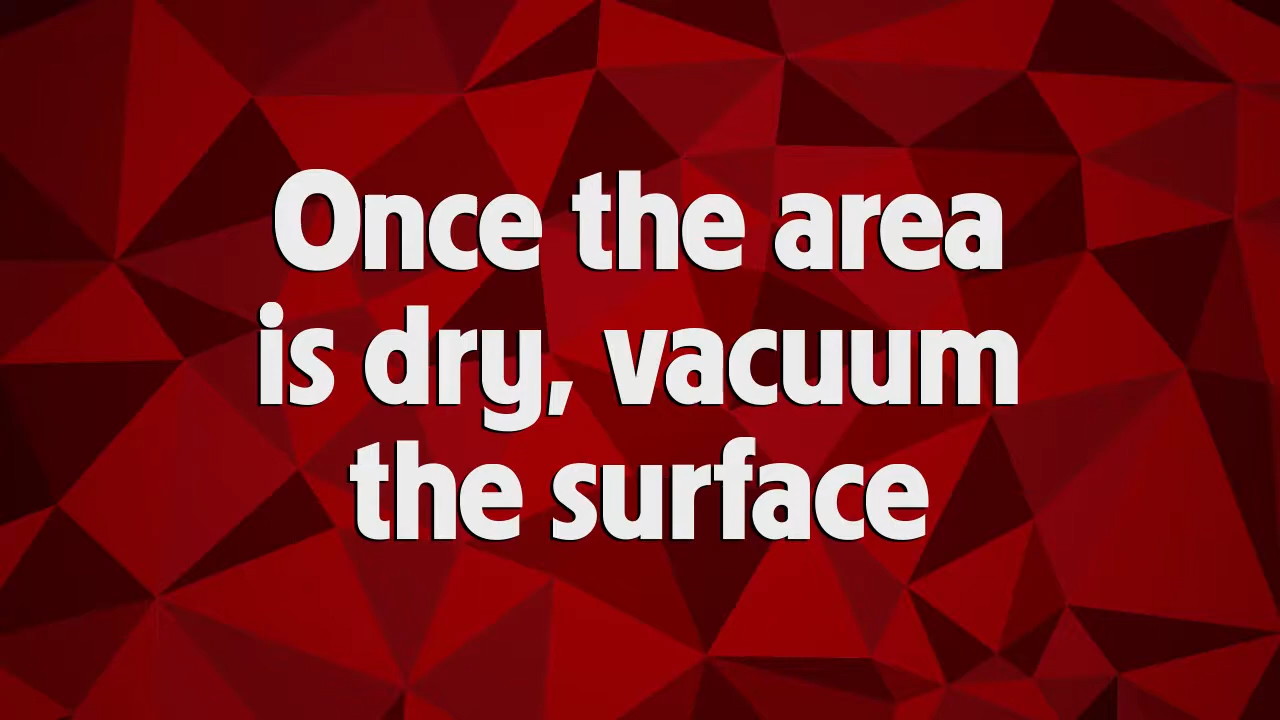 Once the area
is dry, vacuum
the surface